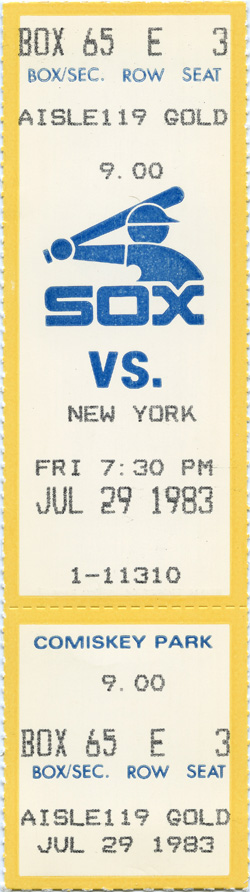 BOX 65 E 3
BOX/SEC. ROW SEAT
AISLE119 GOLD
9.00
SOX
VS.
NEW YORK
FRI 7:30 PM
JUL 29 1983
1-11310
COMISKEY PARK
9.00
BOX 65 E 3
BOX/SEC. ROW SEAT
AISLE119 GOLD
JUL 29 1983